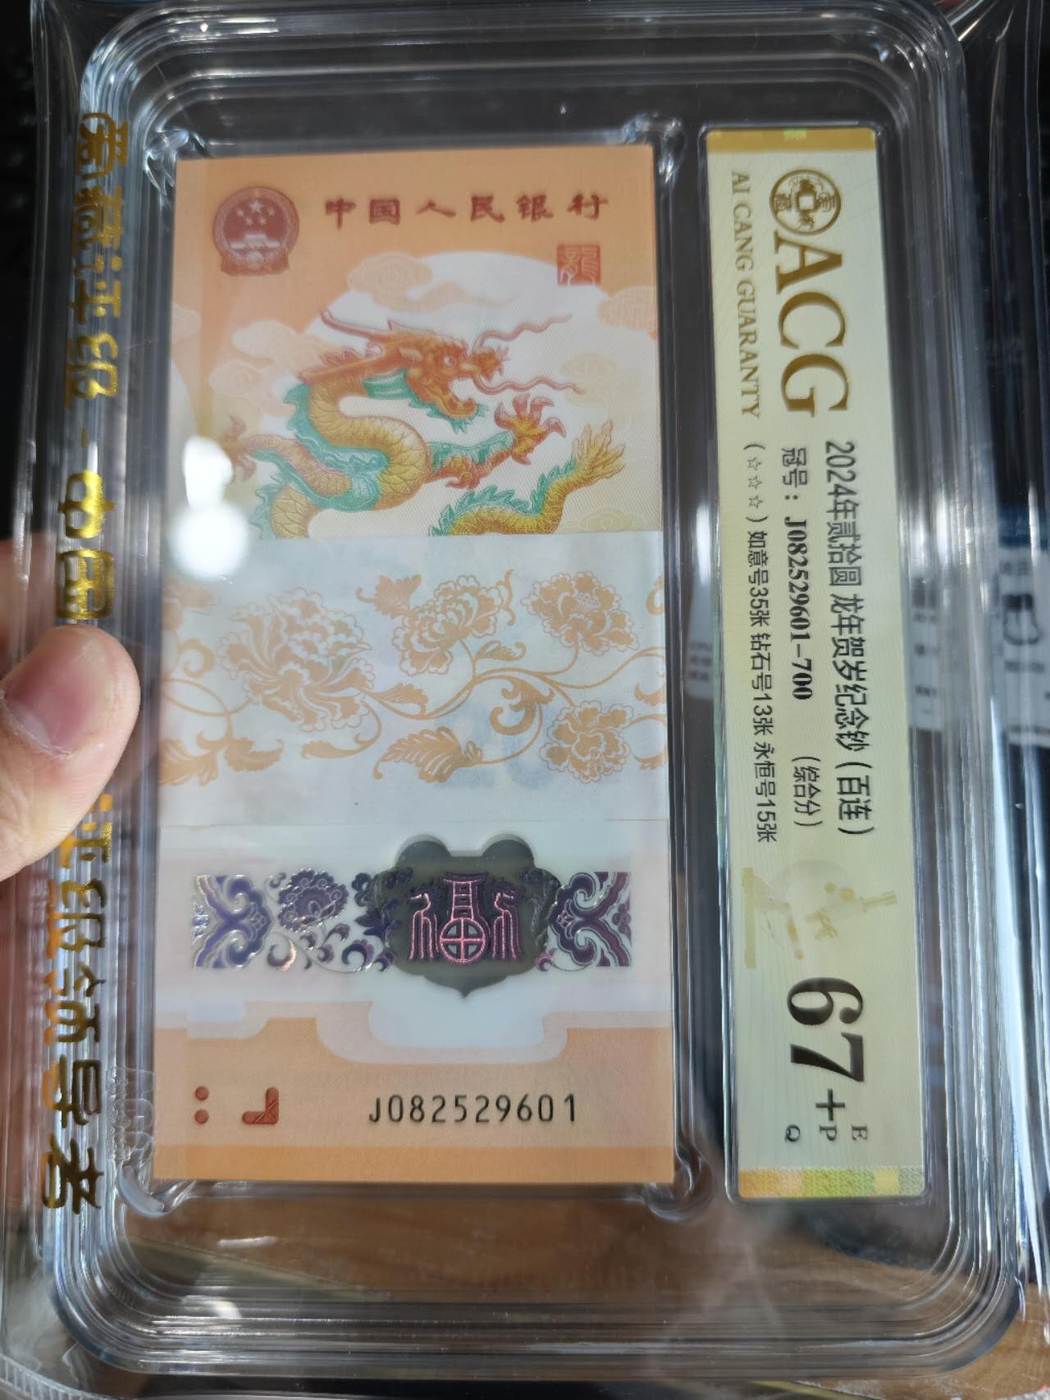 中国人民银行
J082529601
ACG
AI CANG GUARANTY
2024年贰拾圆 龙年贺岁纪念钞（百连）
冠号：J082529601-700 （综合分）
（☆☆☆）如意号35张 钻石号13张 永恒号15张
67+
E
P
Q
中国